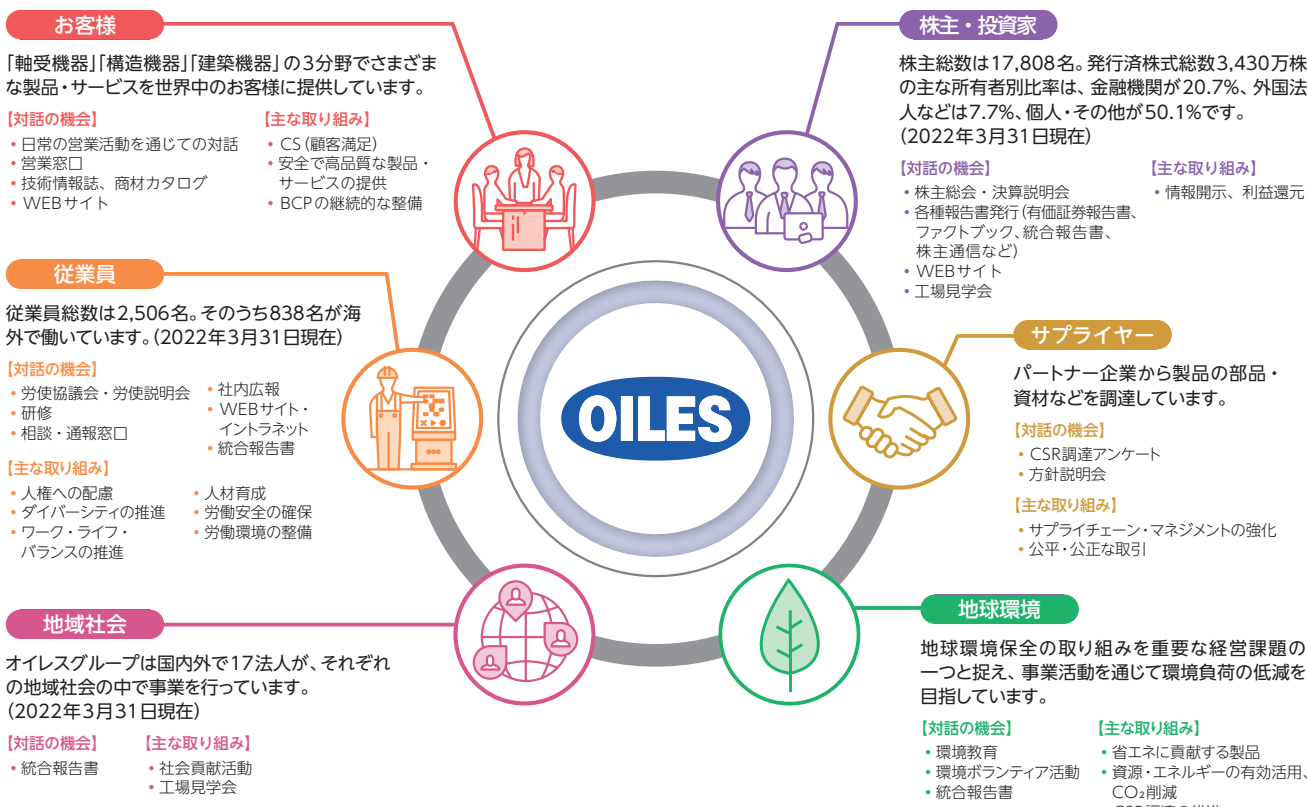 お客様
「軸受機器」「構造機器」「建築機器」の3分野でさまざま
な製品・サービスを世界中のお客様に提供しています。
【対話の機会】
• 日常の営業活動を通じての対話
• 営業窓口
• 技術情報誌、商材カタログ
• WEBサイト
【主な取り組み】
• CS（顧客満足）
• 安全で高品質な製品・
サービスの提供
• BCPの継続的な整備
株主・投資家
株主総数は17,808名。発行済株式総数3,430万株
の主な所有者別比率は、金融機関が20.7%、外国法
人などは7.7%、個人・その他が50.1%です。
（2022年3月31日現在）
【対話の機会】
• 株主総会・決算説明会
• 各種報告書発行（有価証券報告書、
ファクトブック、統合報告書、
株主通信など）
• WEBサイト
• 工場見学会
【主な取り組み】
• 情報開示、利益還元
従業員
従業員総数は2,506名。そのうち838名が海
外で働いています。（2022年3月31日現在）
【対話の機会】
• 労使協議会・労使説明会
• 研修
• 相談・通報窓口
• 社内広報
• WEBサイト・
イントラネット
• 統合報告書
【主な取り組み】
• 人権への配慮
• ダイバーシティの推進
• ワーク・ライフ・
バランスの推進
• 人材育成
• 労働安全の確保
• 労働環境の整備
OILES
サプライヤー
パートナー企業から製品の部品・
資材などを調達しています。
【対話の機会】
• CSR調達アンケート
• 方針説明会
【主な取り組み】
• サプライチェーン・マネジメントの強化
• 公平・公正な取引
地域社会
オイレスグループは国内外で17法人が、それぞれ
の地域社会の中で事業を行っています。
（2022年3月31日現在）
【対話の機会】
• 統合報告書
【主な取り組み】
• 社会貢献活動
• 工場見学会
地球環境
地球環境保全の取り組みを重要な経営課題の
一つと捉え、事業活動を通じて環境負荷の低減を
目指しています。
【対話の機会】
• 環境教育
• 環境ボランティア活動
• 統合報告書
【主な取り組み】
• 省エネに貢献する製品
• 資源・エネルギーの有効活用、
CO₂削減